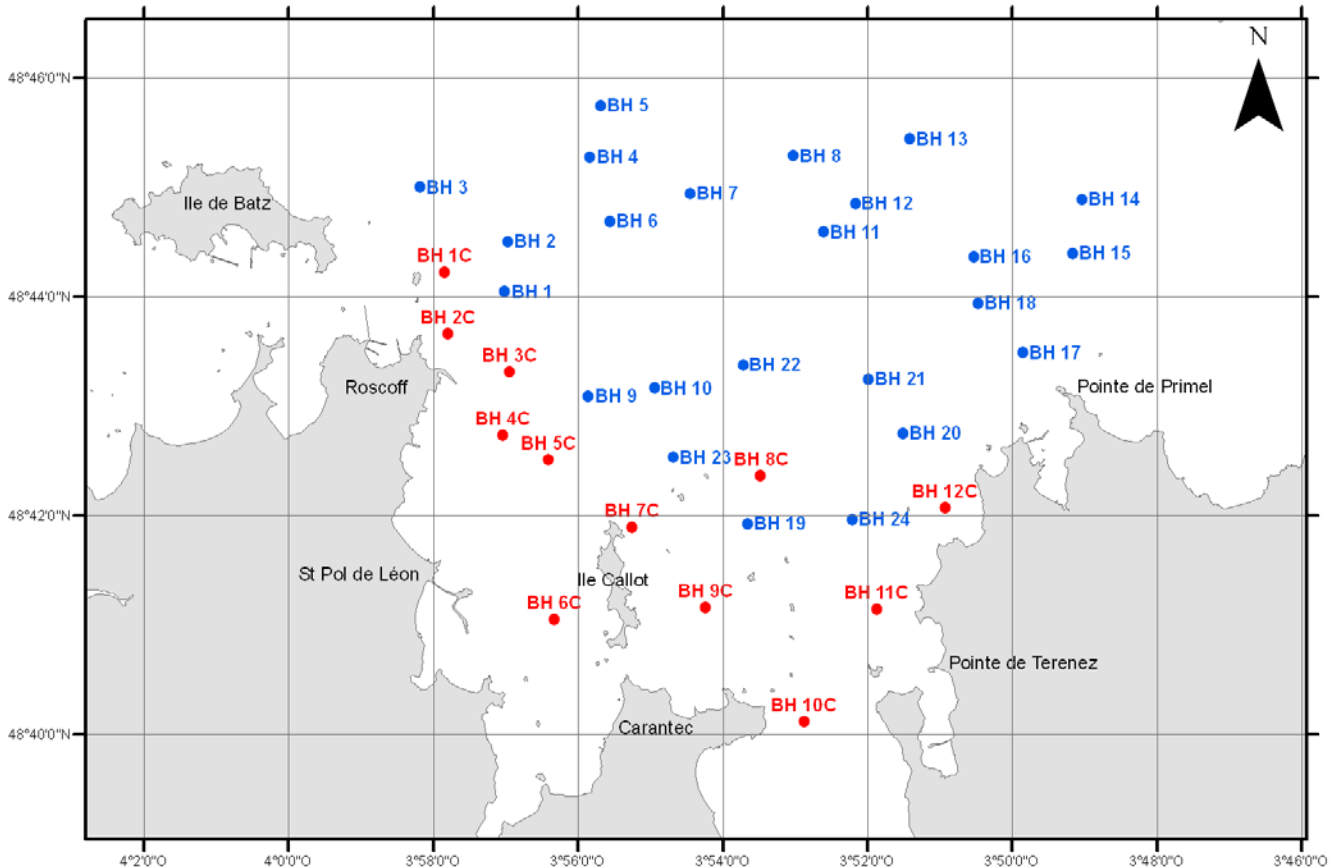 N
48°46'0"N
BH 5
BH 13
BH 4
BH 8
BH 3
BH 7
BH 14
Ile de Batz
BH 12
BH 6
BH 11
BH 2
BH 1C
BH 16
BH 15
BH 1
48°44'0"N
BH 18
BH 2C
BH 3C
BH 17
BH 22
BH 21
Roscoff
BH 10
Pointe de Primel
BH 9
BH 4C
BH 20
BH 5C
BH 23
BH 8C
BH 12C
48°42'0"N
BH 7C
BH 19
BH 24
St Pol de Léon
Ile Callot
BH 6C
BH 9C
BH 11C
Pointe de Terenez
BH 10C
Carantec
48°40'0"N
4°2'0"O
4°0'0"O
3°58'0"O
3°56'0"O
3°54'0"O
3°52'0"O
3°50'0"O
3°48'0"O
3°46'0"O